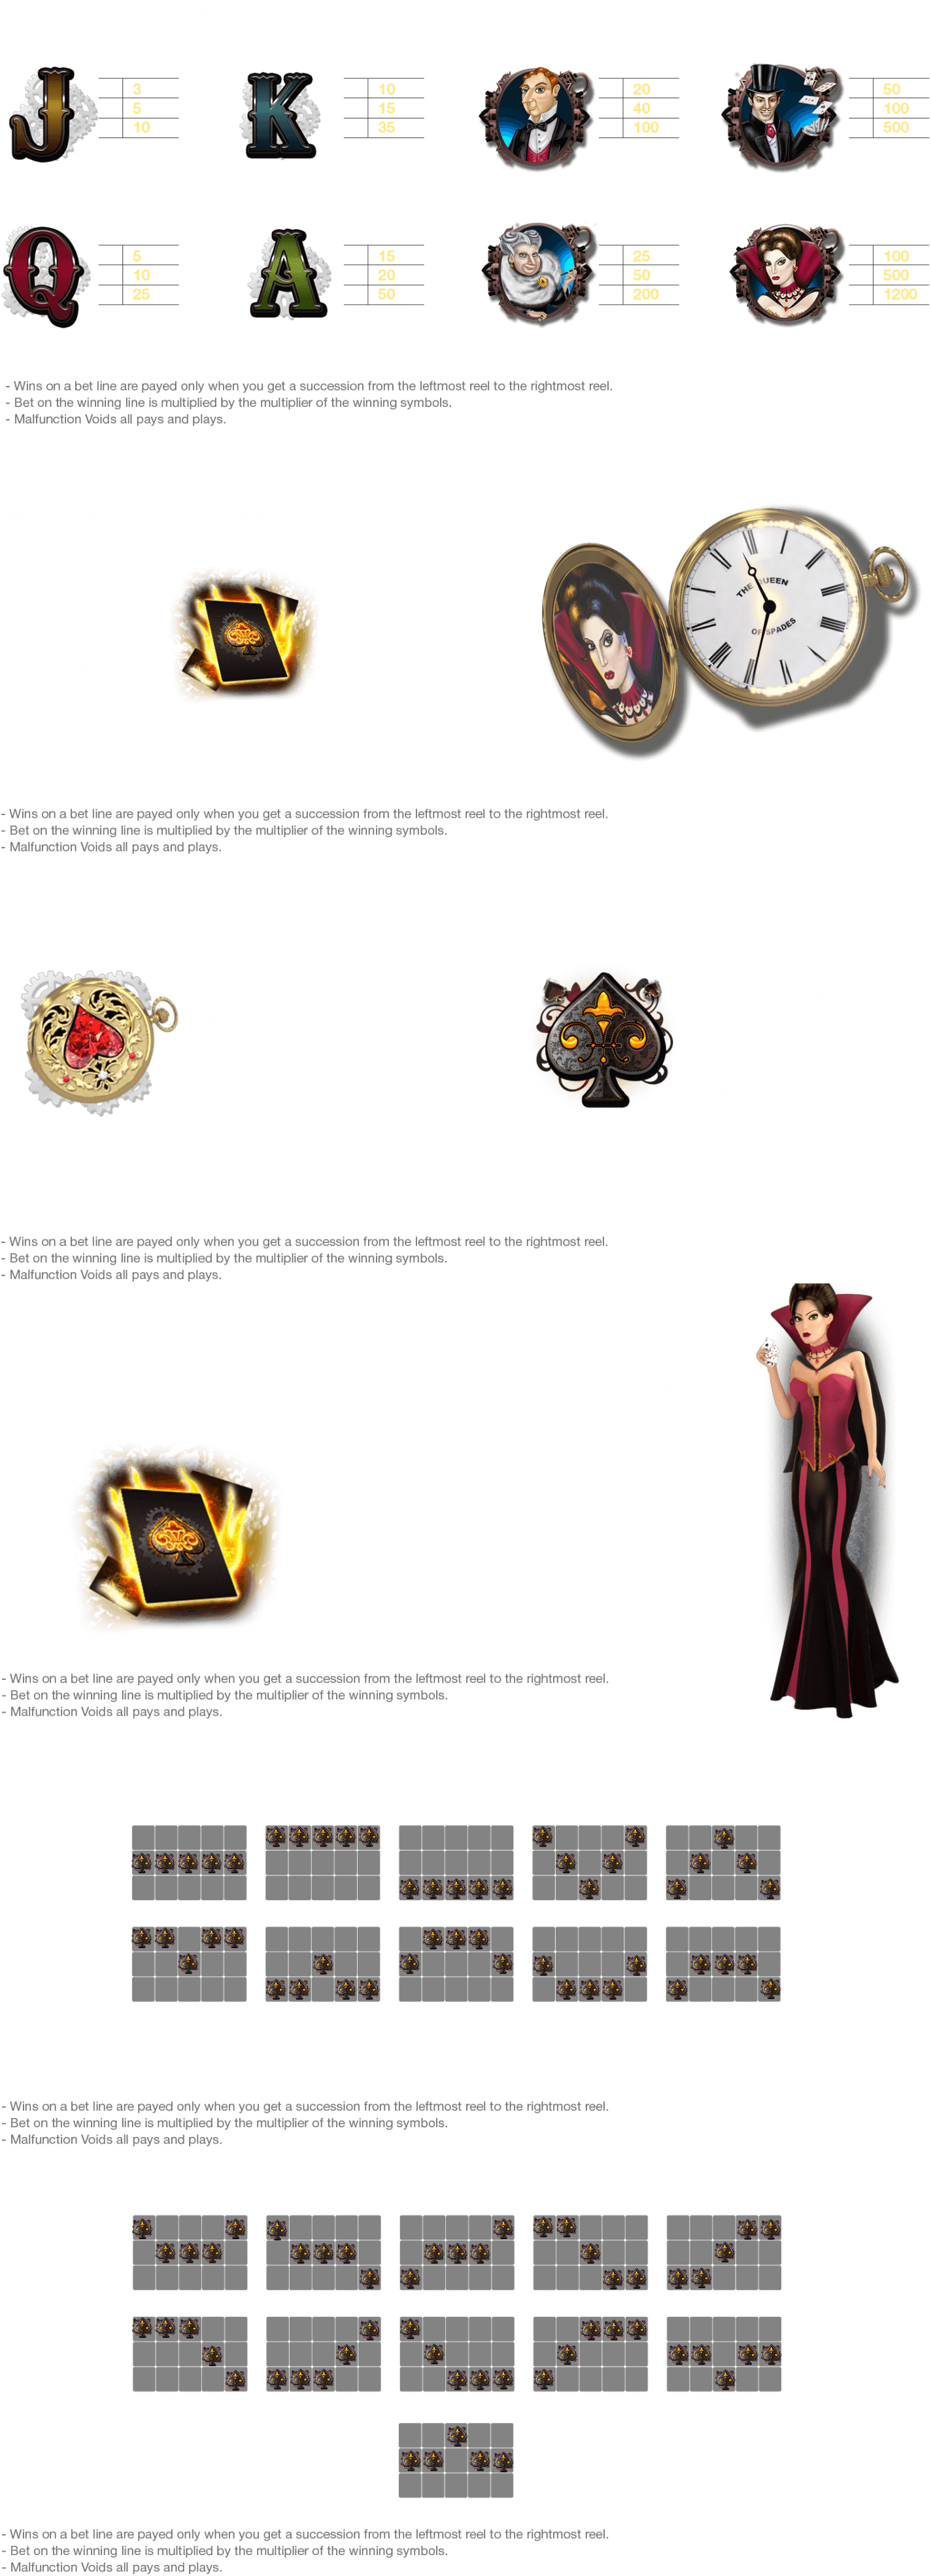 J
3
5
10
K
10
15
35
20
40
100
50
100
500
Q
5
10
25
A
15
20
50
25
50
200
100
500
1200
- Wins on a bet line are payed only when you get a succession from the leftmost reel to the rightmost reel.
- Bet on the winning line is multiplied by the multiplier of the winning symbols.
- Malfunction Voids all pays and plays.
THE QUEEN
OF SPADES
- Wins on a bet line are payed only when you get a succession from the leftmost reel to the rightmost reel.
- Bet on the winning line is multiplied by the multiplier of the winning symbols.
- Malfunction Voids all pays and plays.
- Wins on a bet line are payed only when you get a succession from the leftmost reel to the rightmost reel.
- Bet on the winning line is multiplied by the multiplier of the winning symbols.
- Malfunction Voids all pays and plays.
- Wins on a bet line are payed only when you get a succession from the leftmost reel to the rightmost reel.
- Bet on the winning line is multiplied by the multiplier of the winning symbols.
- Malfunction Voids all pays and plays.
- Wins on a bet line are payed only when you get a succession from the leftmost reel to the rightmost reel.
- Bet on the winning line is multiplied by the multiplier of the winning symbols.
- Malfunction Voids all pays and plays.
- Wins on a bet line are payed only when you get a succession from the leftmost reel to the rightmost reel.
- Bet on the winning line is multiplied by the multiplier of the winning symbols.
- Malfunction Voids all pays and plays.